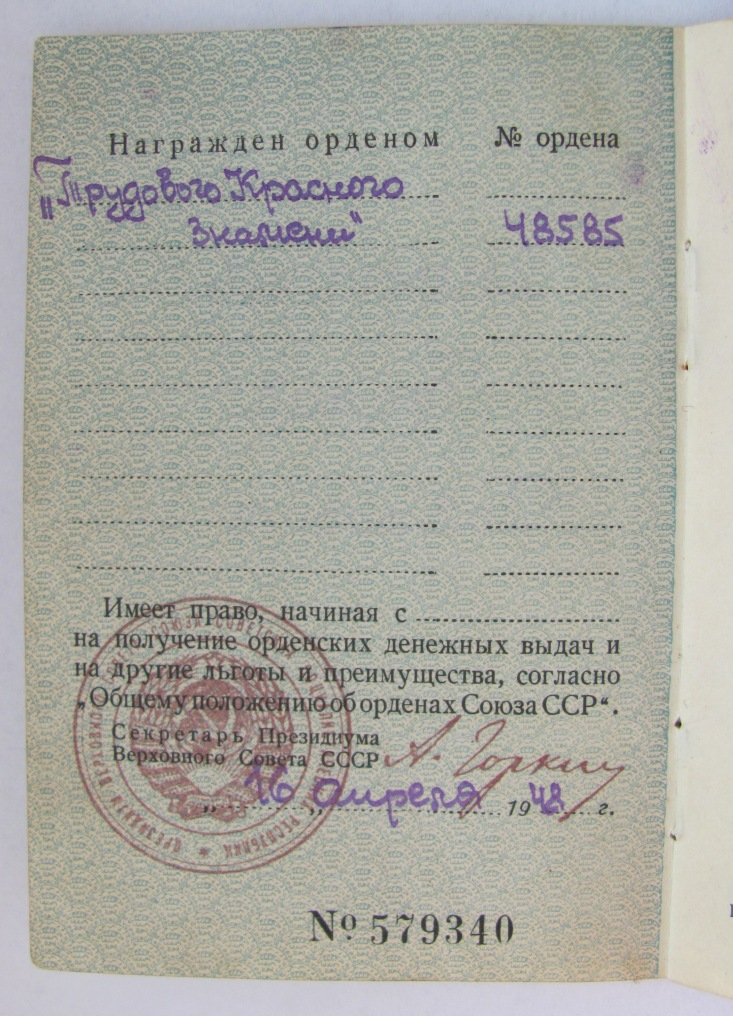 Награжден орденом № ордена
„Трудового Красного
Знамени" 48585
Имеет право, начиная с
на получение орденских денежных выдач и
на другие льготы и преимущества, согласно
„Общему положению об орденах Союза ССР“.
Секретарь Президиума
Верховного Совета СССР А. Горкин
„16„ апреля 1948 г.
№ 579340